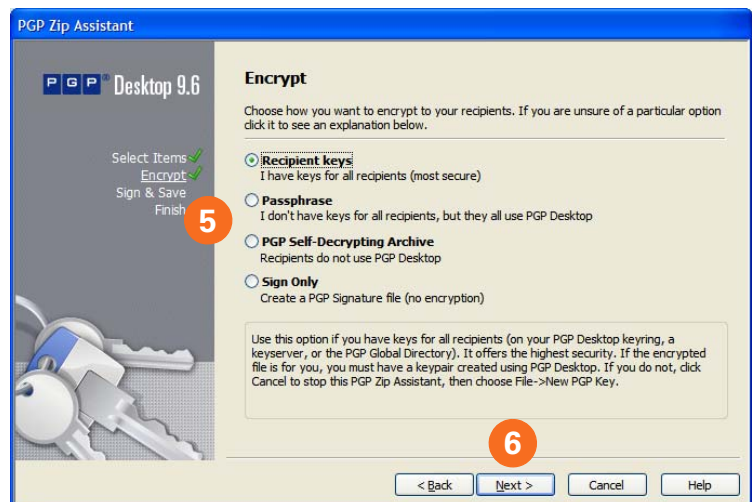 PGP Zip Assistant
PGP® Desktop 9.6
Select Items
Encrypt
Sign & Save
Finish
5
Encrypt
Choose how you want to encrypt to your recipients. If you are unsure of a particular option
click it to see an explanation below.
Recipient keys
I have keys for all recipients (most secure)
Passphrase
I don't have keys for all recipients, but they all use PGP Desktop
PGP Self-Decrypting Archive
Recipients do not use PGP Desktop
Sign Only
Create a PGP Signature file (no encryption)
Use this option if you have keys for all recipients (on your PGP Desktop keyring, a
keyserver, or the PGP Global Directory). It offers the highest security. If the encrypted
file is for you, you must have a keypair created using PGP Desktop. If you do not, click
Cancel to stop this PGP Zip Assistant, then choose File->New PGP Key.
6
< Back Next > Cancel Help